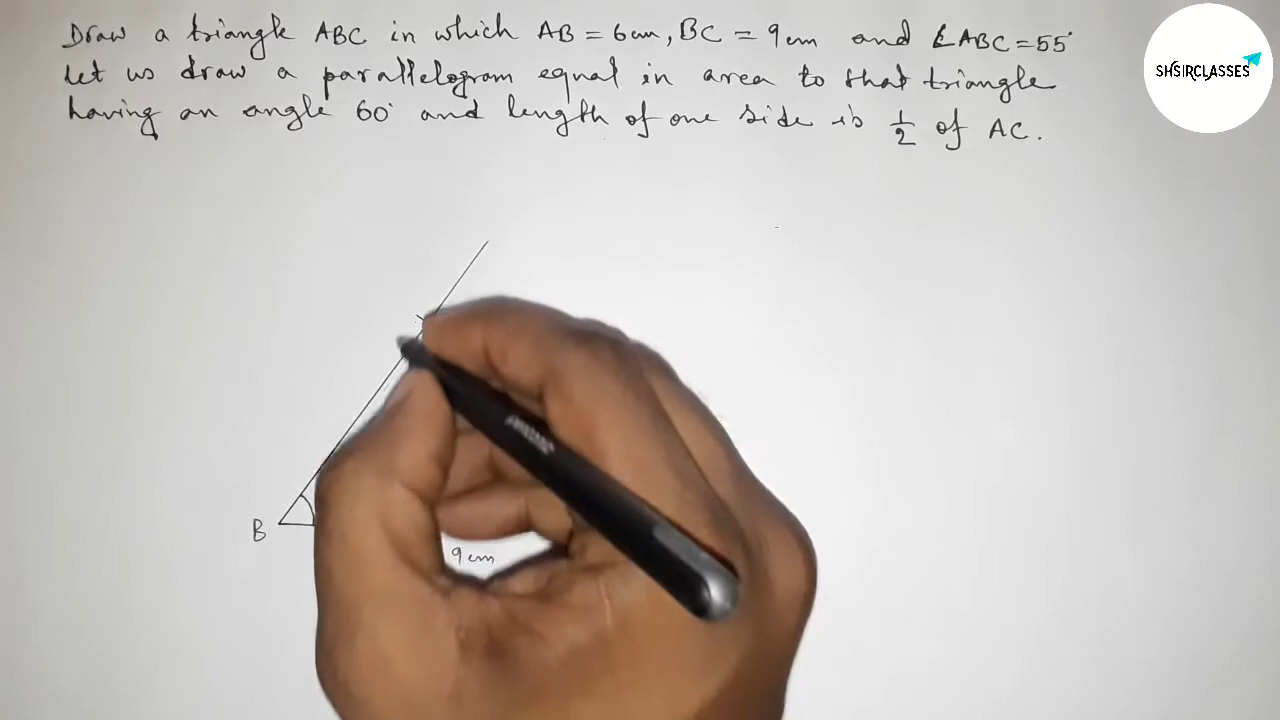 Draw a triangle ABC in which AB = 6cm, BC = 9cm and ∠ABC = 55°
Let us draw a parallelogram equal in area to that triangle
having an angle 60° and length of one side is 1/2 of AC.
SHSIRCLASSES
B
9cm